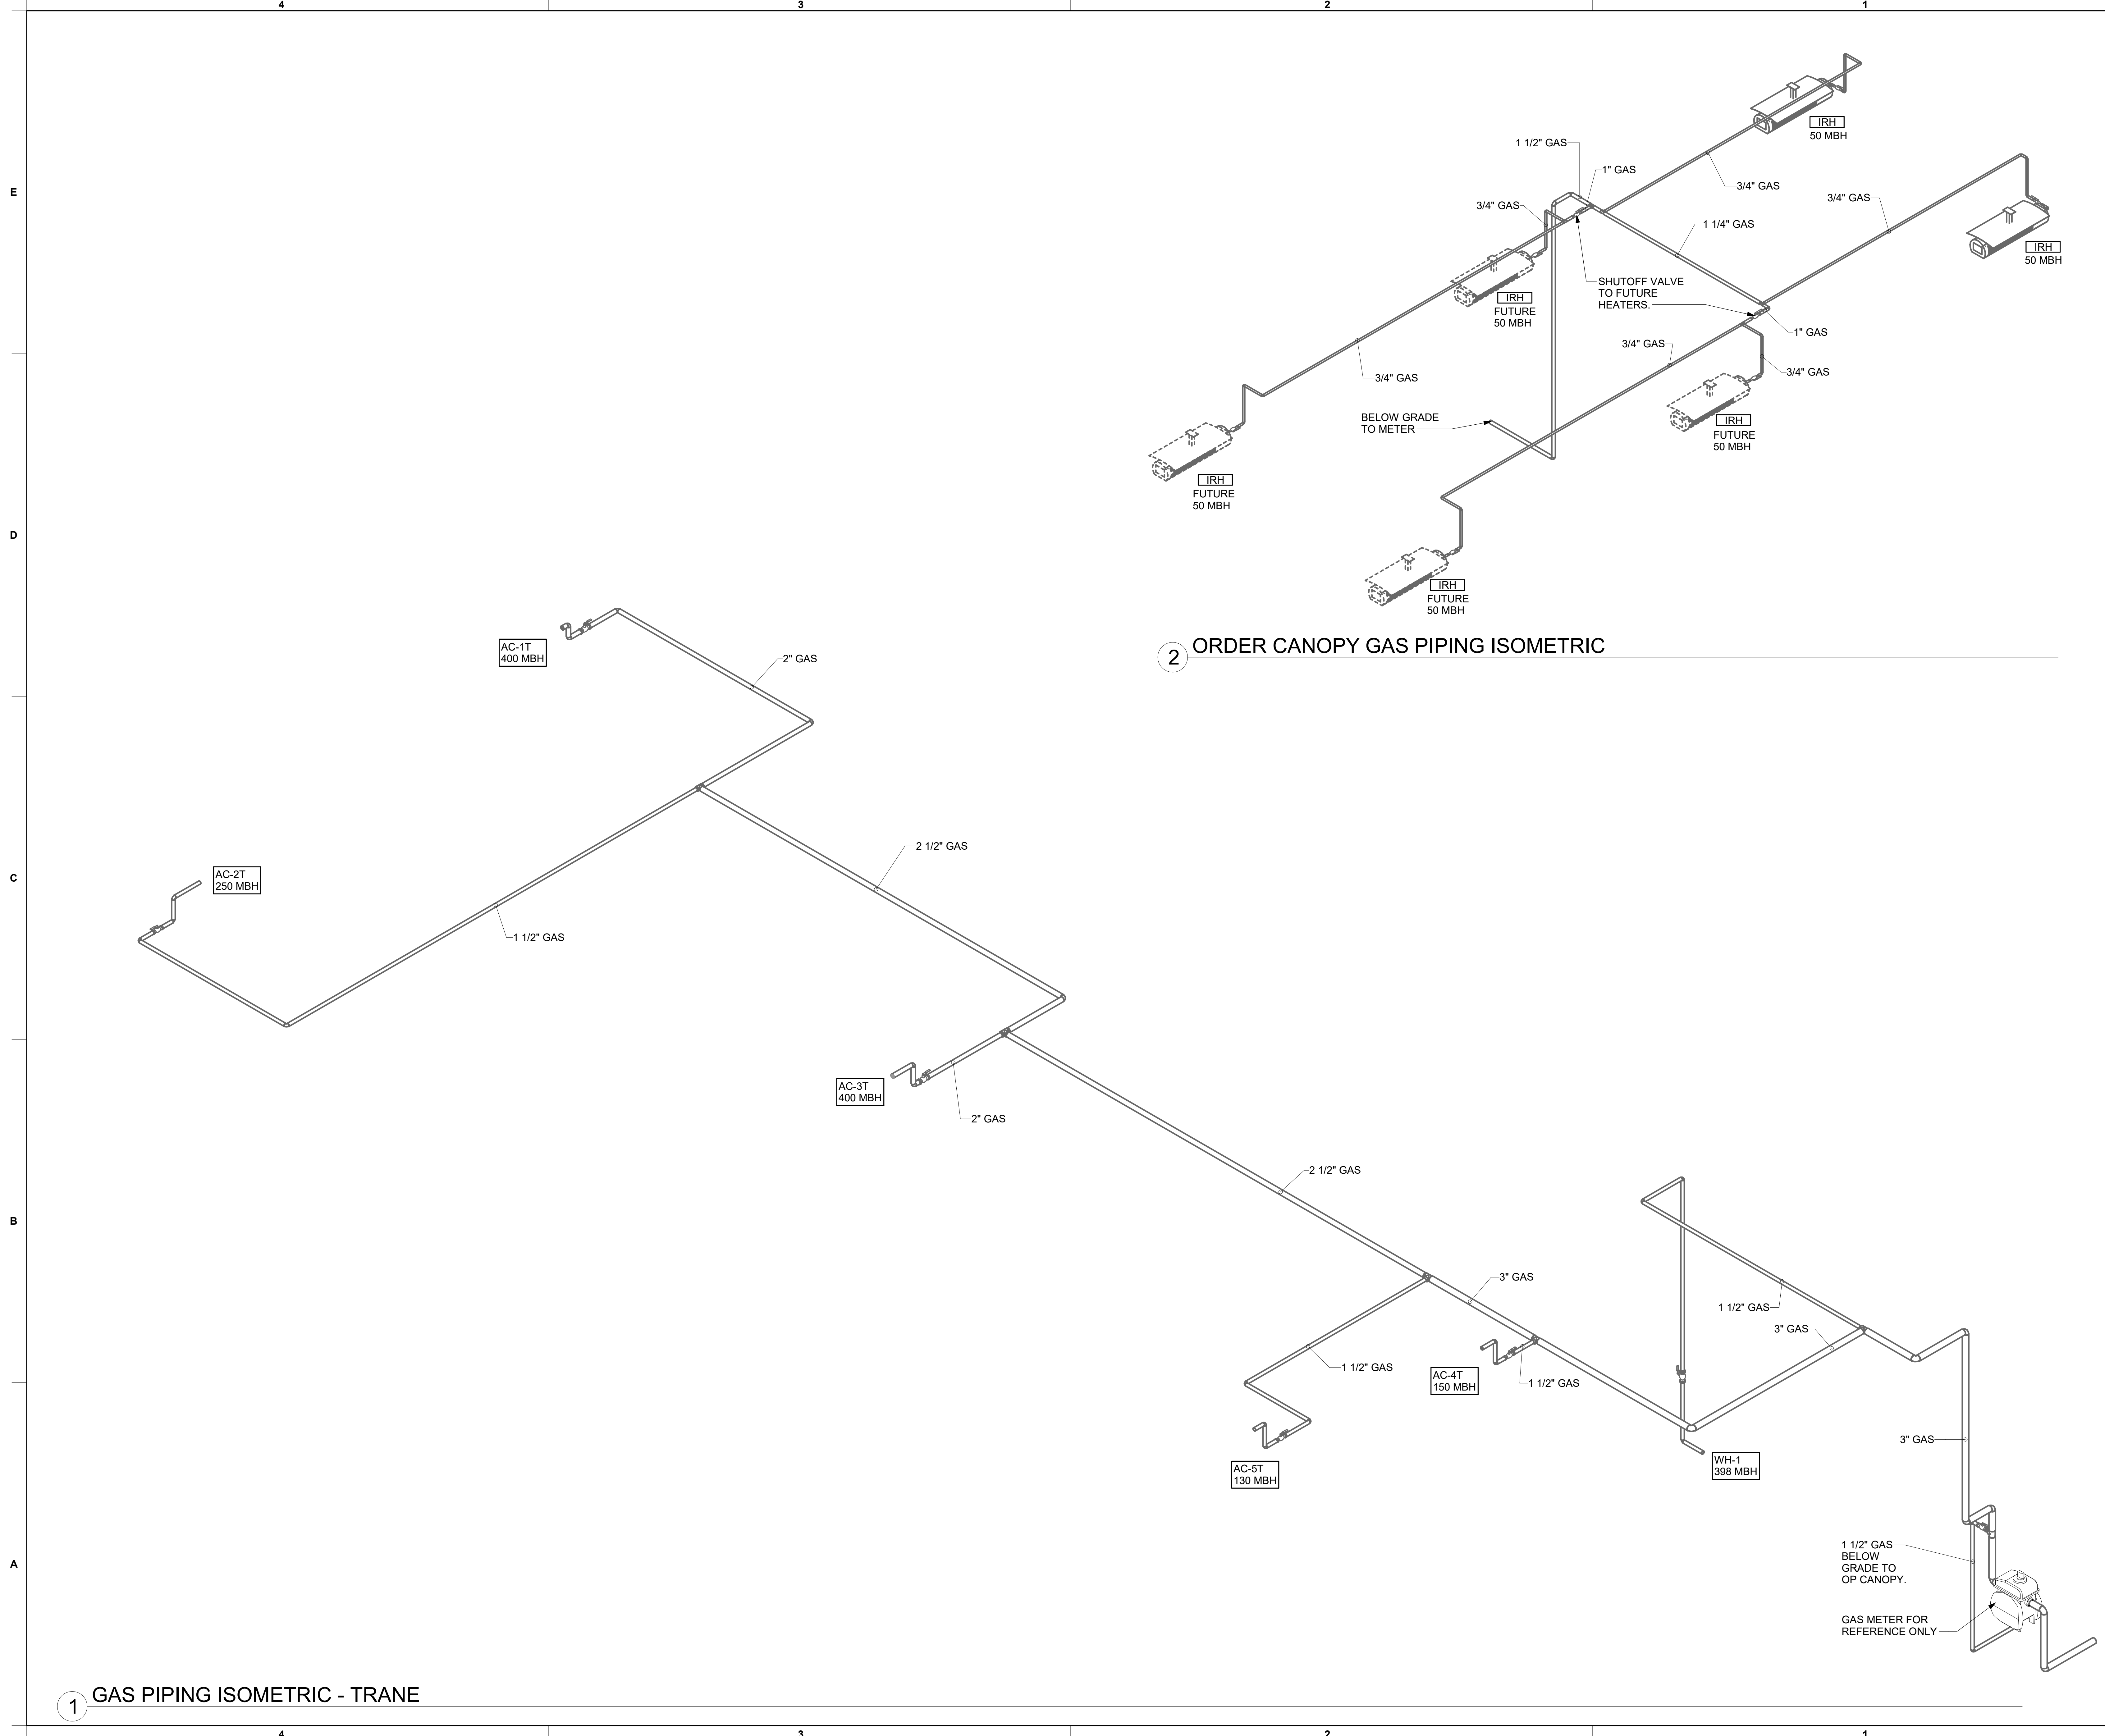 4
3
2
1
E
D
C
B
A
IRH
50 MBH
1 1/2" GAS
1" GAS
3/4" GAS
3/4" GAS
3/4" GAS
1 1/4" GAS
IRH
50 MBH
SHUTOFF VALVE
TO FUTURE
HEATERS.
IRH
FUTURE
50 MBH
1" GAS
3/4" GAS
3/4" GAS
3/4" GAS
BELOW GRADE
TO METER
IRH
FUTURE
50 MBH
IRH
FUTURE
50 MBH
IRH
FUTURE
50 MBH
2
ORDER CANOPY GAS PIPING ISOMETRIC
AC-1T
400 MBH
2" GAS
2 1/2" GAS
AC-2T
250 MBH
1 1/2" GAS
AC-3T
400 MBH
2" GAS
2 1/2" GAS
3" GAS
1 1/2" GAS
3" GAS
1 1/2" GAS
AC-4T
150 MBH
1 1/2" GAS
3" GAS
AC-5T
130 MBH
WH-1
398 MBH
1 1/2" GAS
BELOW
GRADE TO
OP CANOPY.
GAS METER FOR
REFERENCE ONLY
1
GAS PIPING ISOMETRIC - TRANE
4
3
2
1